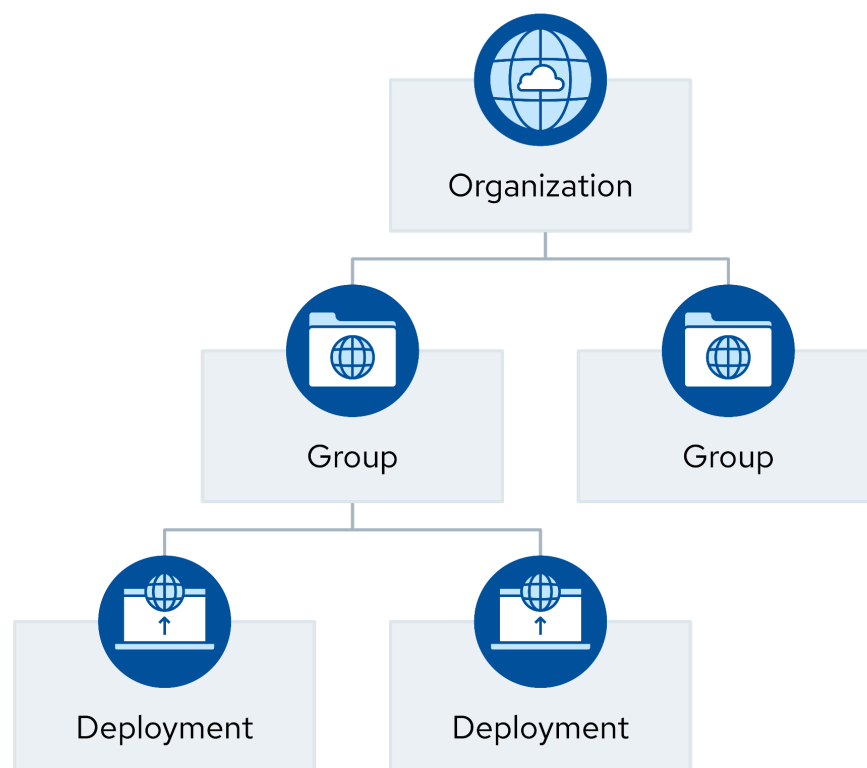 Organization
Group
Group
Deployment
Deployment